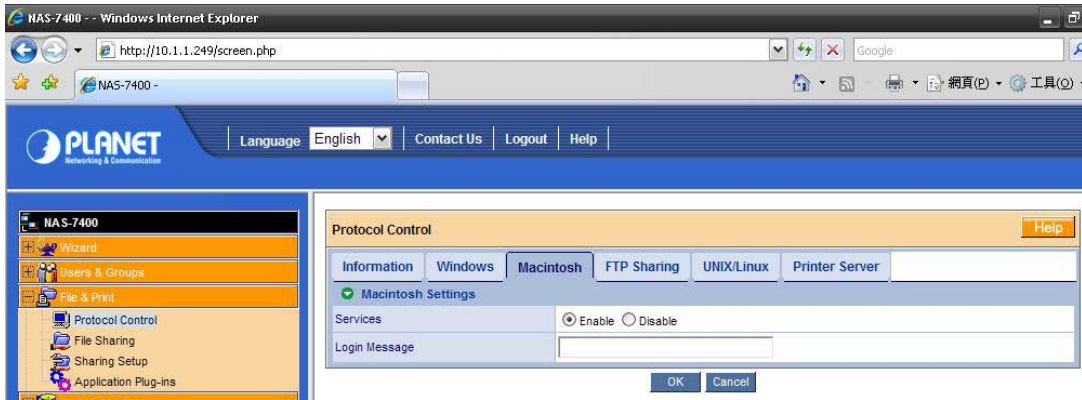 NAS-7400 - - Windows Internet Explorer
http://10.1.1.249/screen.php
Google
NAS-7400 -
網頁(P)
工具(O)
PLANET
Networking & Communication
Language English Contact Us Logout Help
NAS-7400
Wizard
Users & Groups
File & Print
Protocol Control
File Sharing
Sharing Setup
Application Plug-ins
Protocol Control
Help
Information Windows Macintosh FTP Sharing UNIX/Linux Printer Server
Macintosh Settings
Services Enable Disable
Login Message
OK Cancel